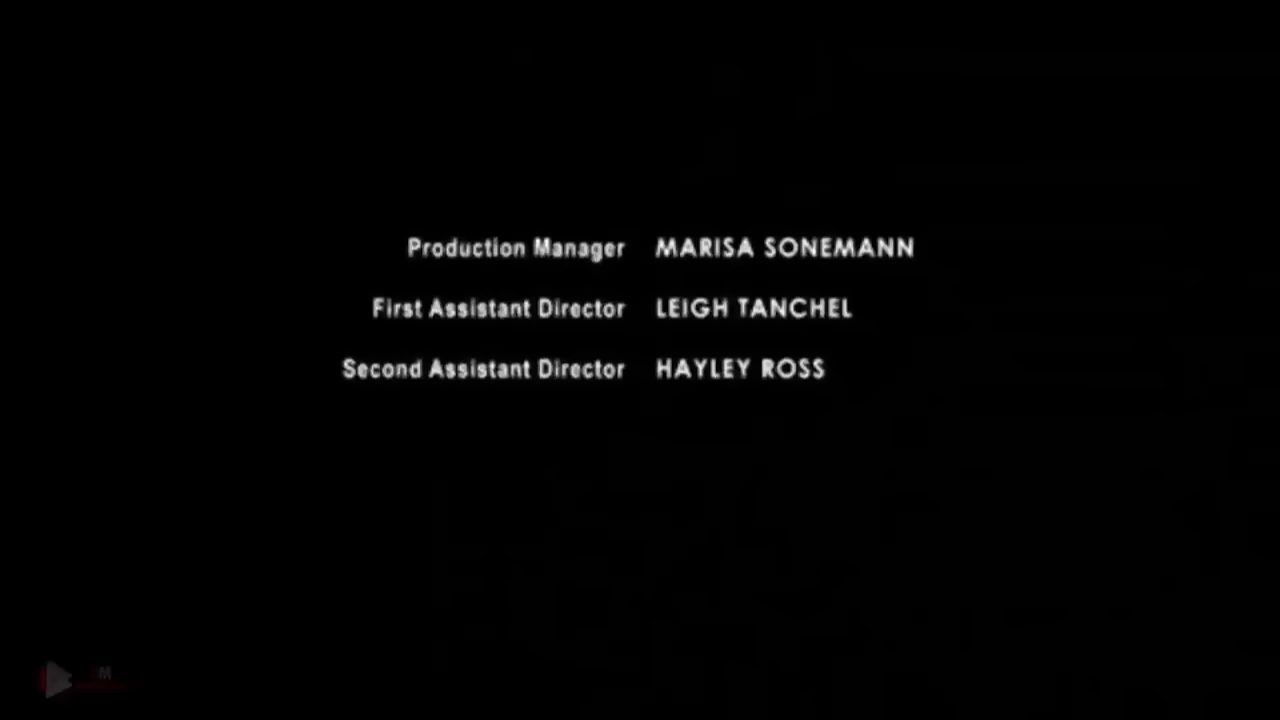 Production Manager MARISA SONEMANN
First Assistant Director LEIGH TANCHEL
Second Assistant Director HAYLEY ROSS
M